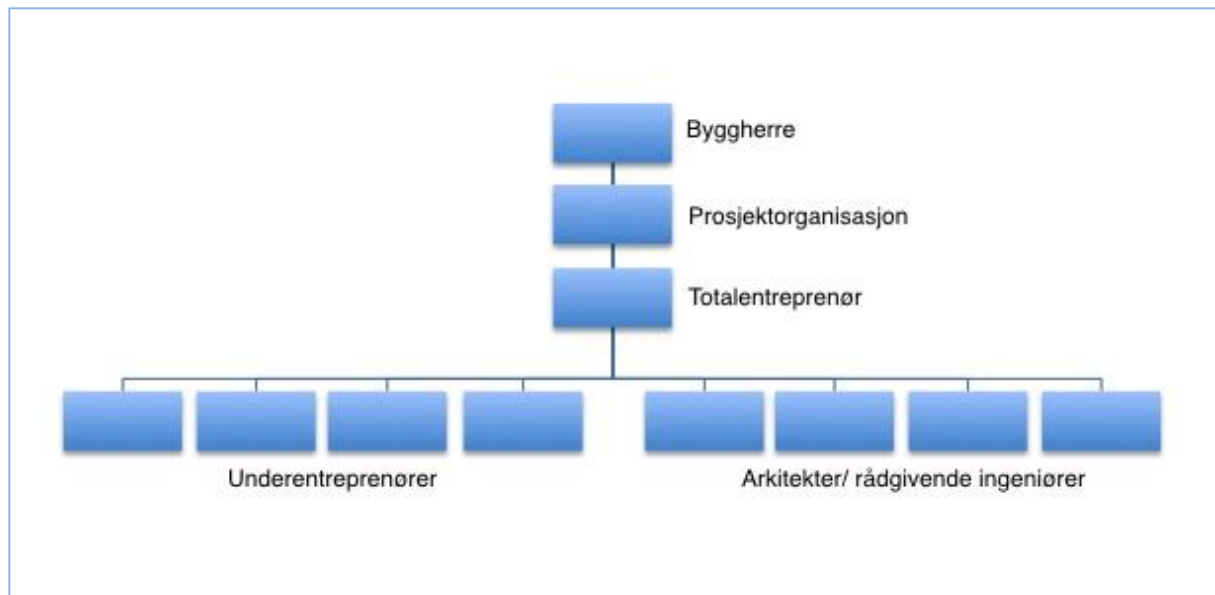 Byggherre
Prosjektorganisasjon
Totalentreprenør
Underentreprenører
Arkitekter/ rådgivende ingeniører